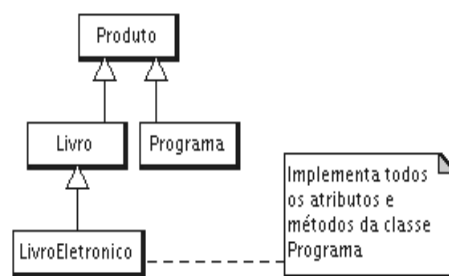 Produto
Livro
Programa
LivroEletronico
Implementa todos
os atributos e
métodos da classe
Programa